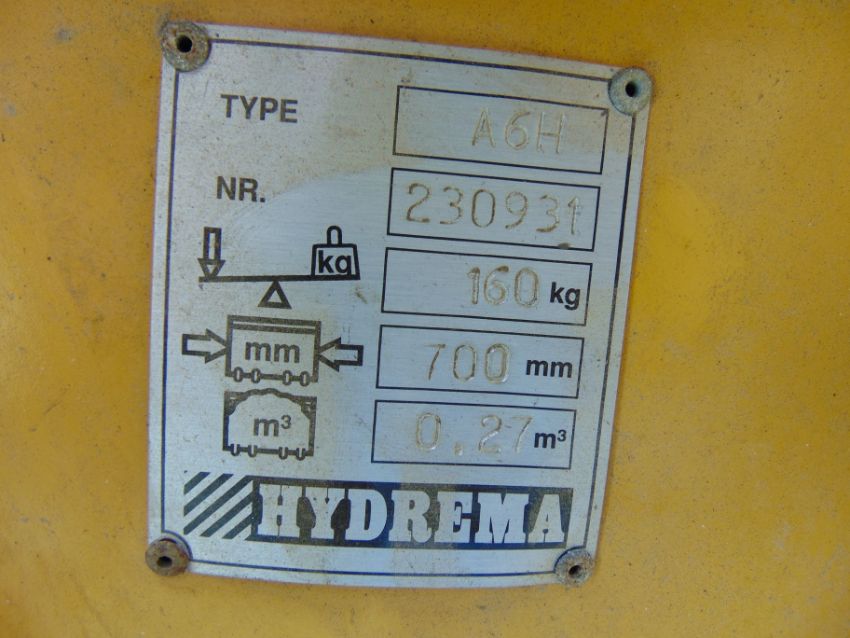 TYPE A6H
NR. 230931
kg 160 kg
mm 700 mm
m³ 0.27 m³
HYDREMA